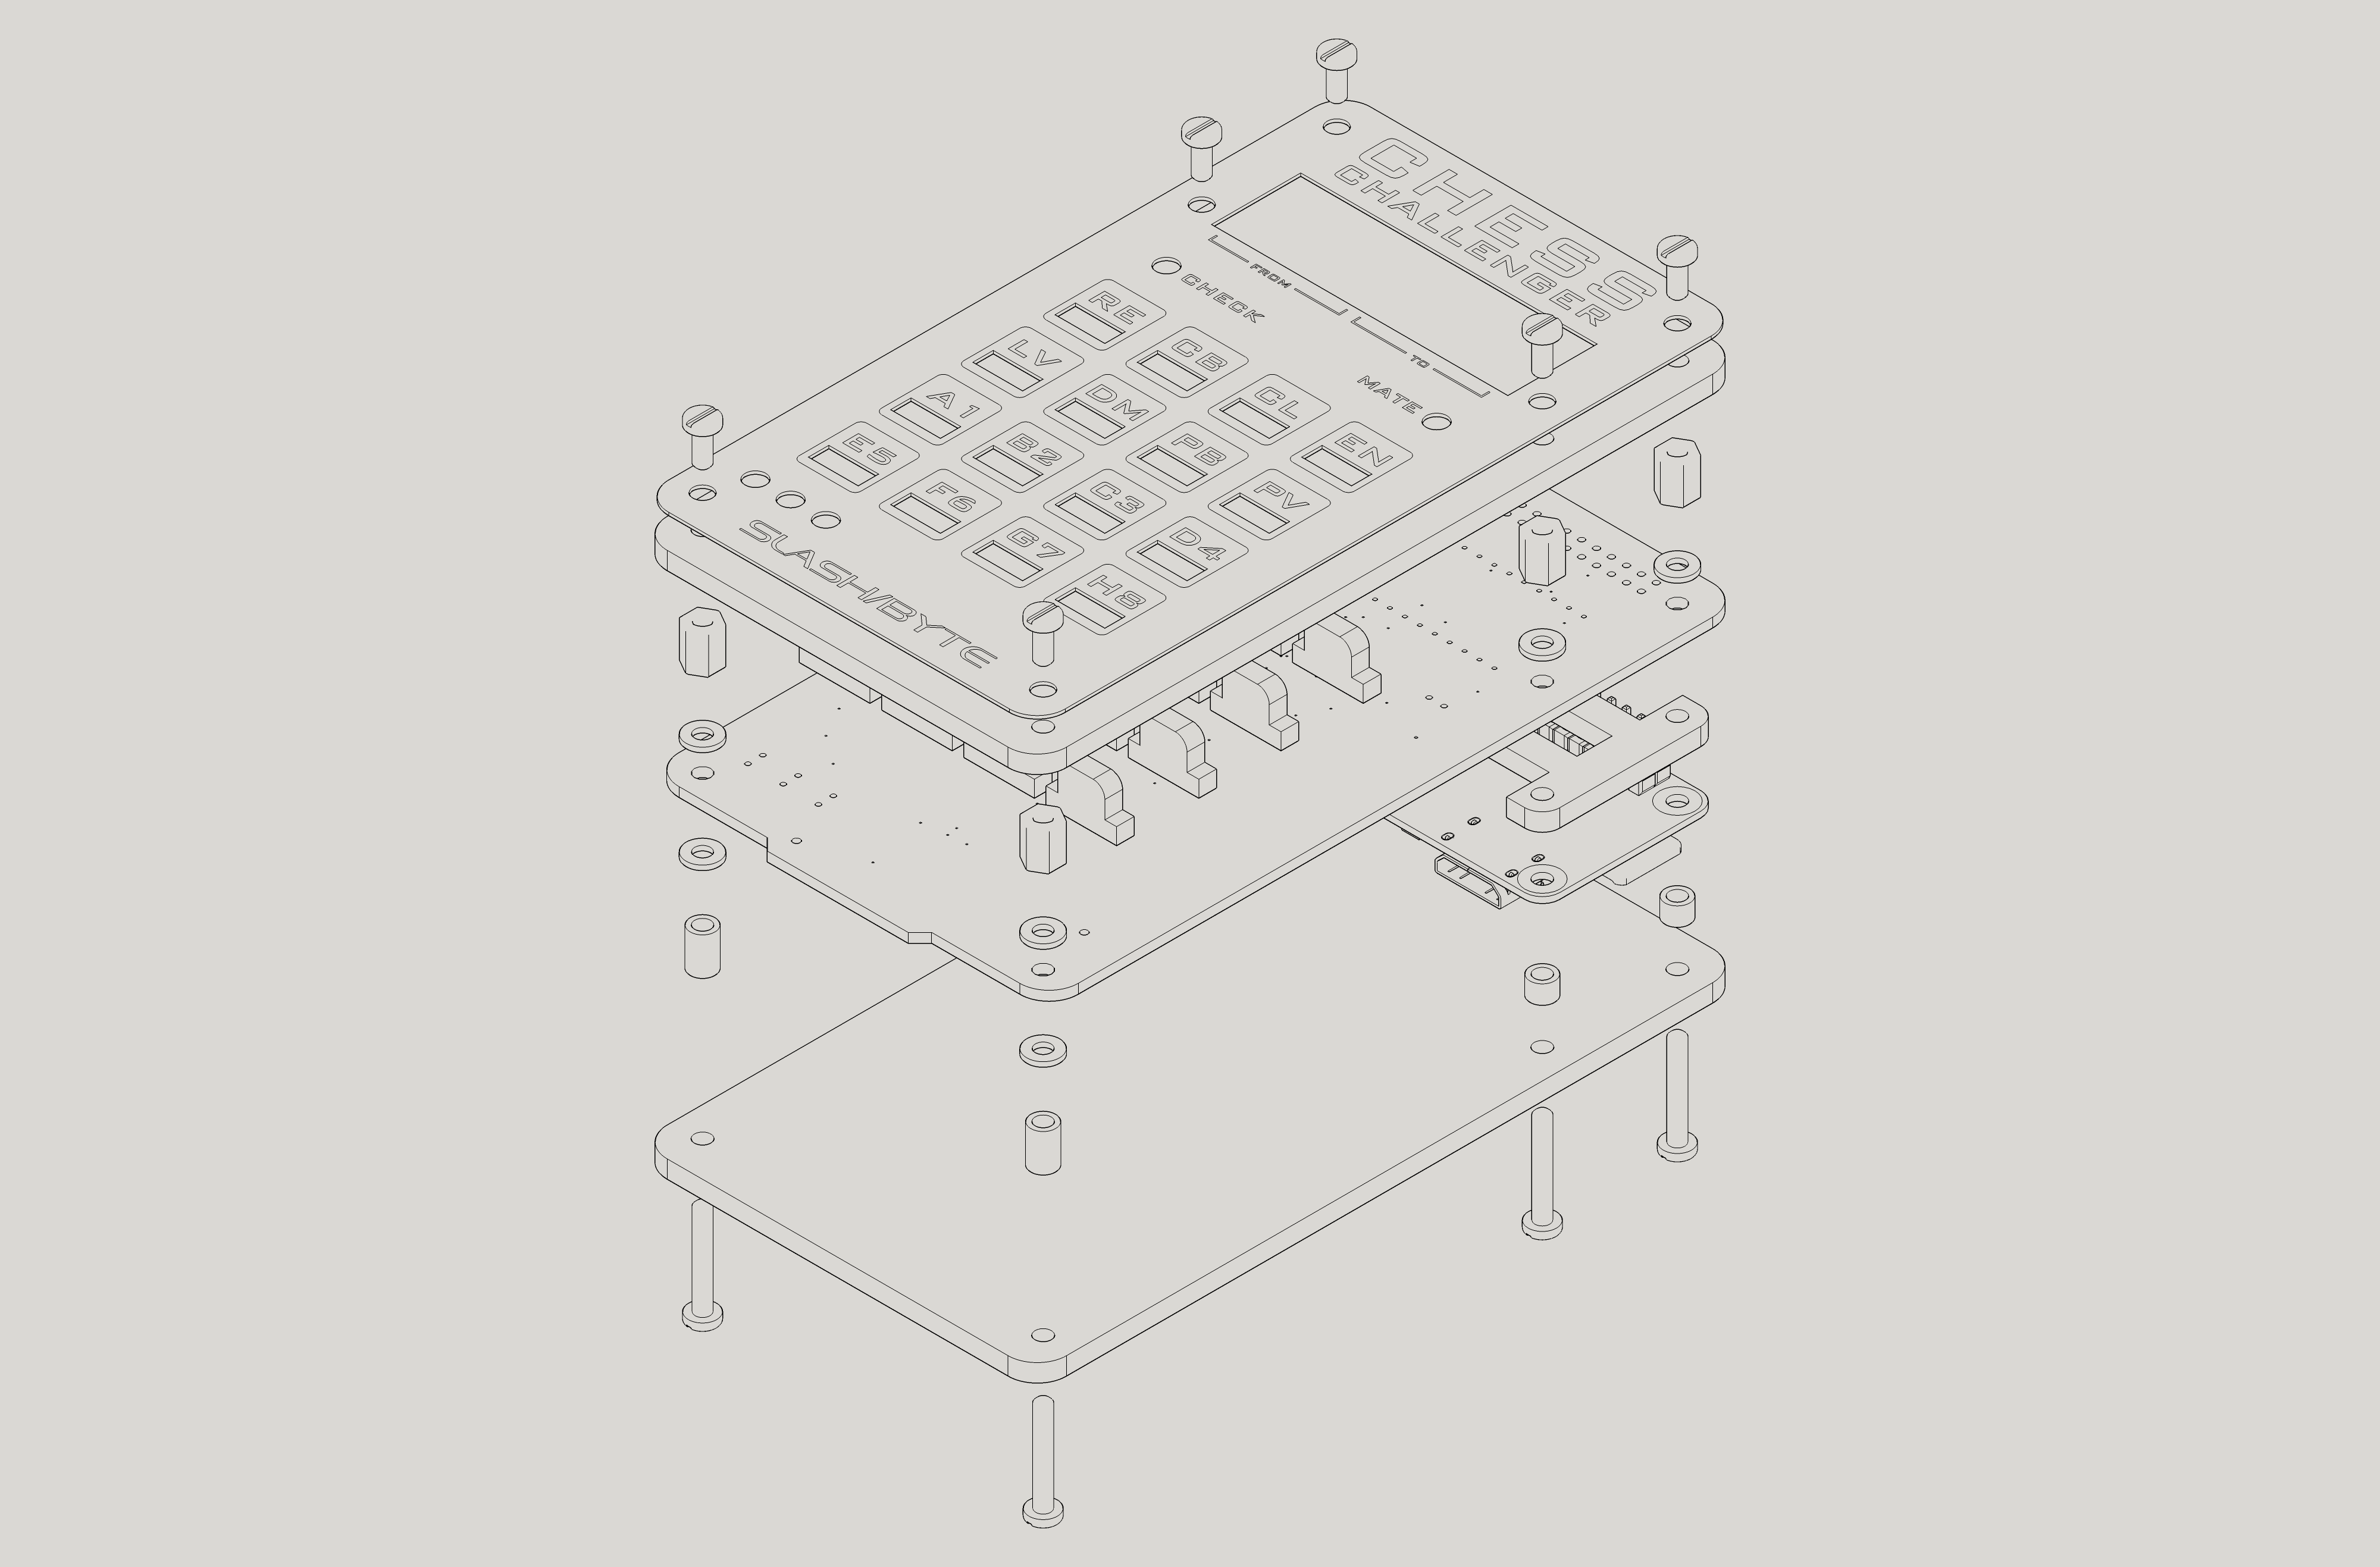 CHESS
CHALLENGER
FROM
TO
CHECK
MATE
RE CB CL EN
LV DM PB PV
A1 B2 C3 D4
E5 F6 G7 H8
SLASH/BYTE